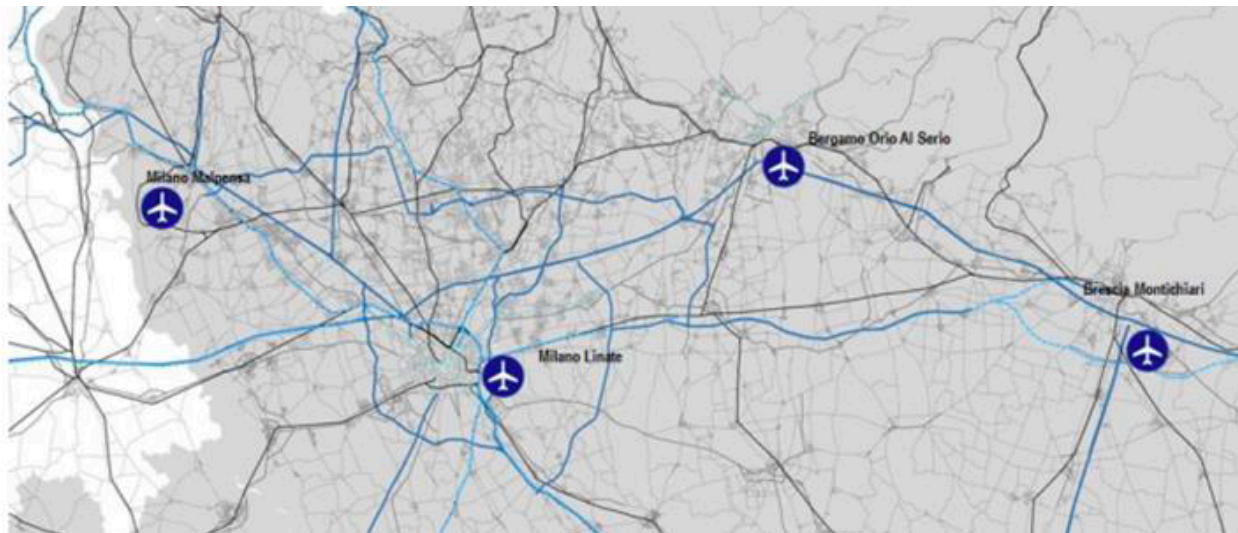 Bergamo Orio Al Serio
Milano Malpensa
Brescia Montichiari
Milano Linate